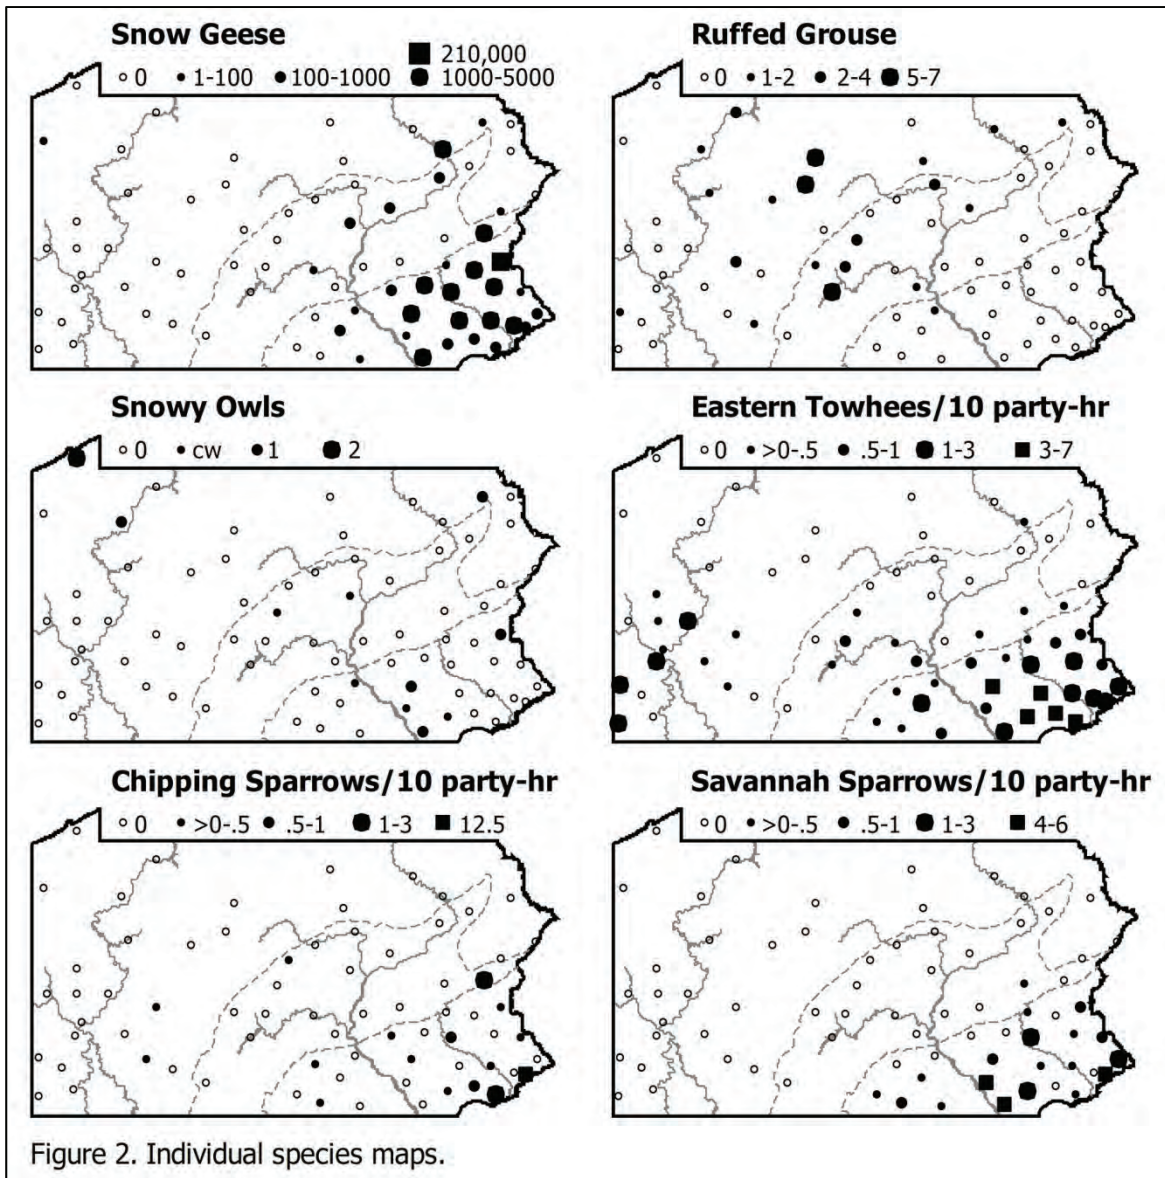 Snow Geese
210,000
0 1-100 100-1000 1000-5000
Ruffed Grouse
0 1-2 2-4 5-7
Snowy Owls
0 cw 1 2
Eastern Towhees/10 party-hr
0 >0-.5 .5-1 1-3 3-7
Chipping Sparrows/10 party-hr
0 >0-.5 .5-1 1-3 12.5
Savannah Sparrows/10 party-hr
0 >0-.5 .5-1 1-3 4-6
Figure 2. Individual species maps.